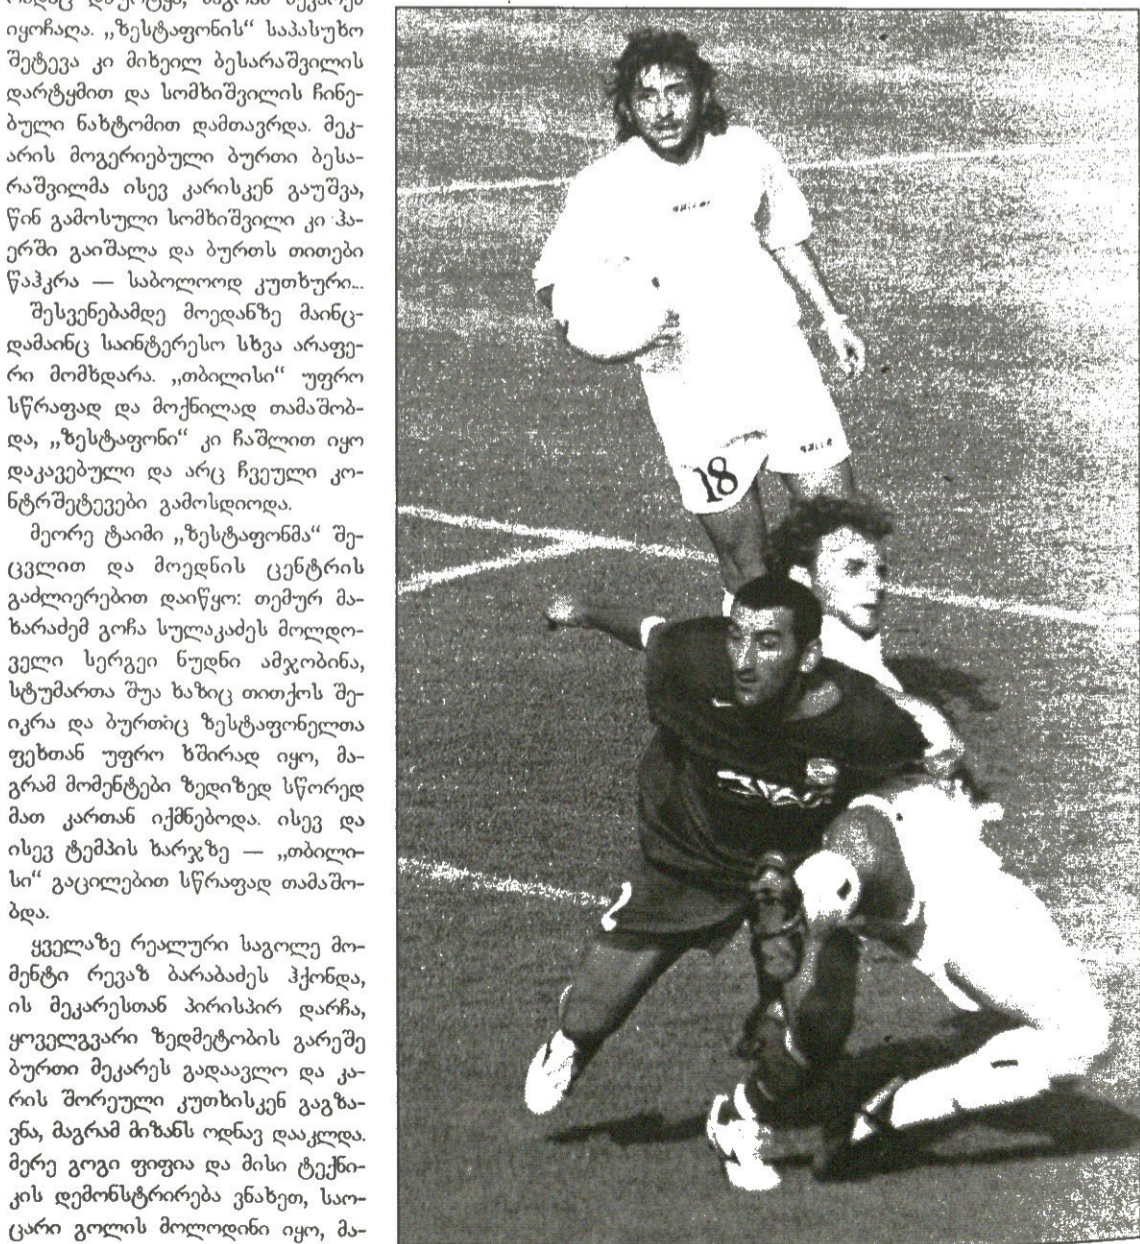 იყოჩაღა. „ზესტაფონის“ საპასუხო
შეტევა კი მიხეილ ბესარაშვილის
დარტყმით და სომხიშვილის ჩინე-
ბული ნახტომით დამთავრდა. მეკ-
არის მოგერიებული ბურთი ბესა-
რაშვილმა ისევ კარისკენ გაუშვა,
წინ გამოსული სომხიშვილი კი ჰა-
ერში გაიშალა და ბურთს თითები
წაჰკრა — საბოლოოდ კუთხური...
შესვენებამდე მოედანზე მაინც-
დამაინც საინტერესო სხვა არაფე-
რი მომხდარა. „თბილისი“ უფრო
სწრაფად და მოქნილად თამაშობ-
და, „ზესტაფონი“ კი ჩაშლით იყო
დაკავებული და არც ჩვეული კო-
ნტრშეტევები გამოსდიოდა.
მეორე ტაიმი „ზესტაფონმა“ შე-
ცვლით და მოედნის ცენტრის
გაძლიერებით დაიწყო: თემურ მა-
ხარაძემ გოჩა სულაკაძეს მოლდო-
ველი სერგეი ნუდნი ამჯობინა,
სტუმართა შუა ხაზიც თითქოს შე-
იკრა და ბურთიც ზესტაფონელთა
ფეხთან უფრო ხშირად იყო, მა-
გრამ მომენტები ზედიზედ სწორედ
მათ კართან იქმნებოდა. ისევ და
ისევ ტემპის ხარჯზე — „თბილი-
სი“ გაცილებით სწრაფად თამაშო-
ბდა.
ყველაზე რეალური საგოლე მო-
მენტი რევაზ ბარაბაძეს ჰქონდა,
ის მეკარესთან პირისპირ დარჩა,
ყოველგვარი ზედმეტობის გარეშე
ბურთი მეკარეს გადაავლო და კა-
რის შორეული კუთხისკენ გაგზა-
ვნა, მაგრამ მიზანს ოდნავ დააკლდა.
მერე გოგი ფიფია და მისი ტექნი-
კის დემონსტრირება ვნახეთ, საო-
ცარი გოლის მოლოდინი იყო, მა-
18